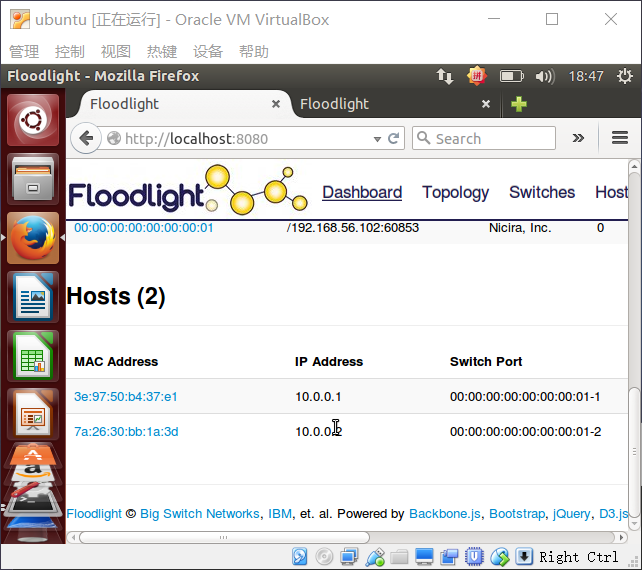 ubuntu [正在运行] - Oracle VM VirtualBox
管理 控制 视图 热键 设备 帮助
Floodlight - Mozilla Firefox 拼 18:47
Floodlight × Floodlight ×
http://localhost:8080 Search
Floodlight Dashboard Topology Switches Host
00:00:00:00:00:00:00:01 /192.168.56.102:60853 Nicira, Inc. 0
Hosts (2)
MAC Address IP Address Switch Port
3e:97:50:b4:37:e1 10.0.0.1 00:00:00:00:00:00:00:01-1
7a:26:30:bb:1a:3d 10.0.0.2 00:00:00:00:00:00:00:01-2
Floodlight © Big Switch Networks, IBM, et. al. Powered by Backbone.js, Bootstrap, jQuery, D3.js
Right Ctrl